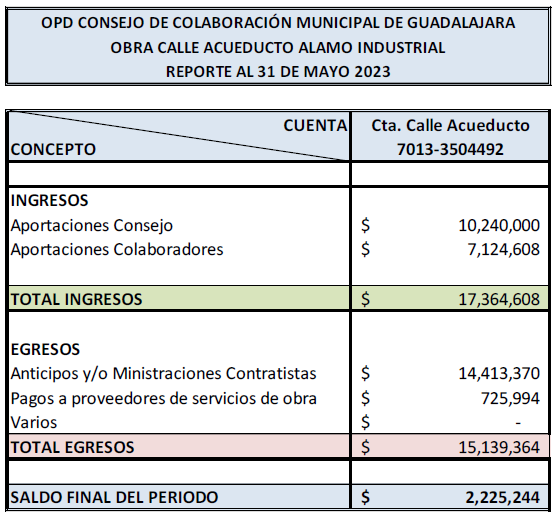 OPD CONSEJO DE COLABORACIÓN MUNICIPAL DE GUADALAJARA
OBRA CALLE ACUEDUCTO ALAMO INDUSTRIAL
REPORTE AL 31 DE MAYO 2023
CUENTA Cta. Calle Acueducto
CONCEPTO 7013-3504492
INGRESOS
Aportaciones Consejo $ 10,240,000
Aportaciones Colaboradores $ 7,124,608
TOTAL INGRESOS $ 17,364,608
EGRESOS
Anticipos y/o Ministraciones Contratistas $ 14,413,370
Pagos a proveedores de servicios de obra $ 725,994
Varios $ -
TOTAL EGRESOS $ 15,139,364
SALDO FINAL DEL PERIODO $ 2,225,244